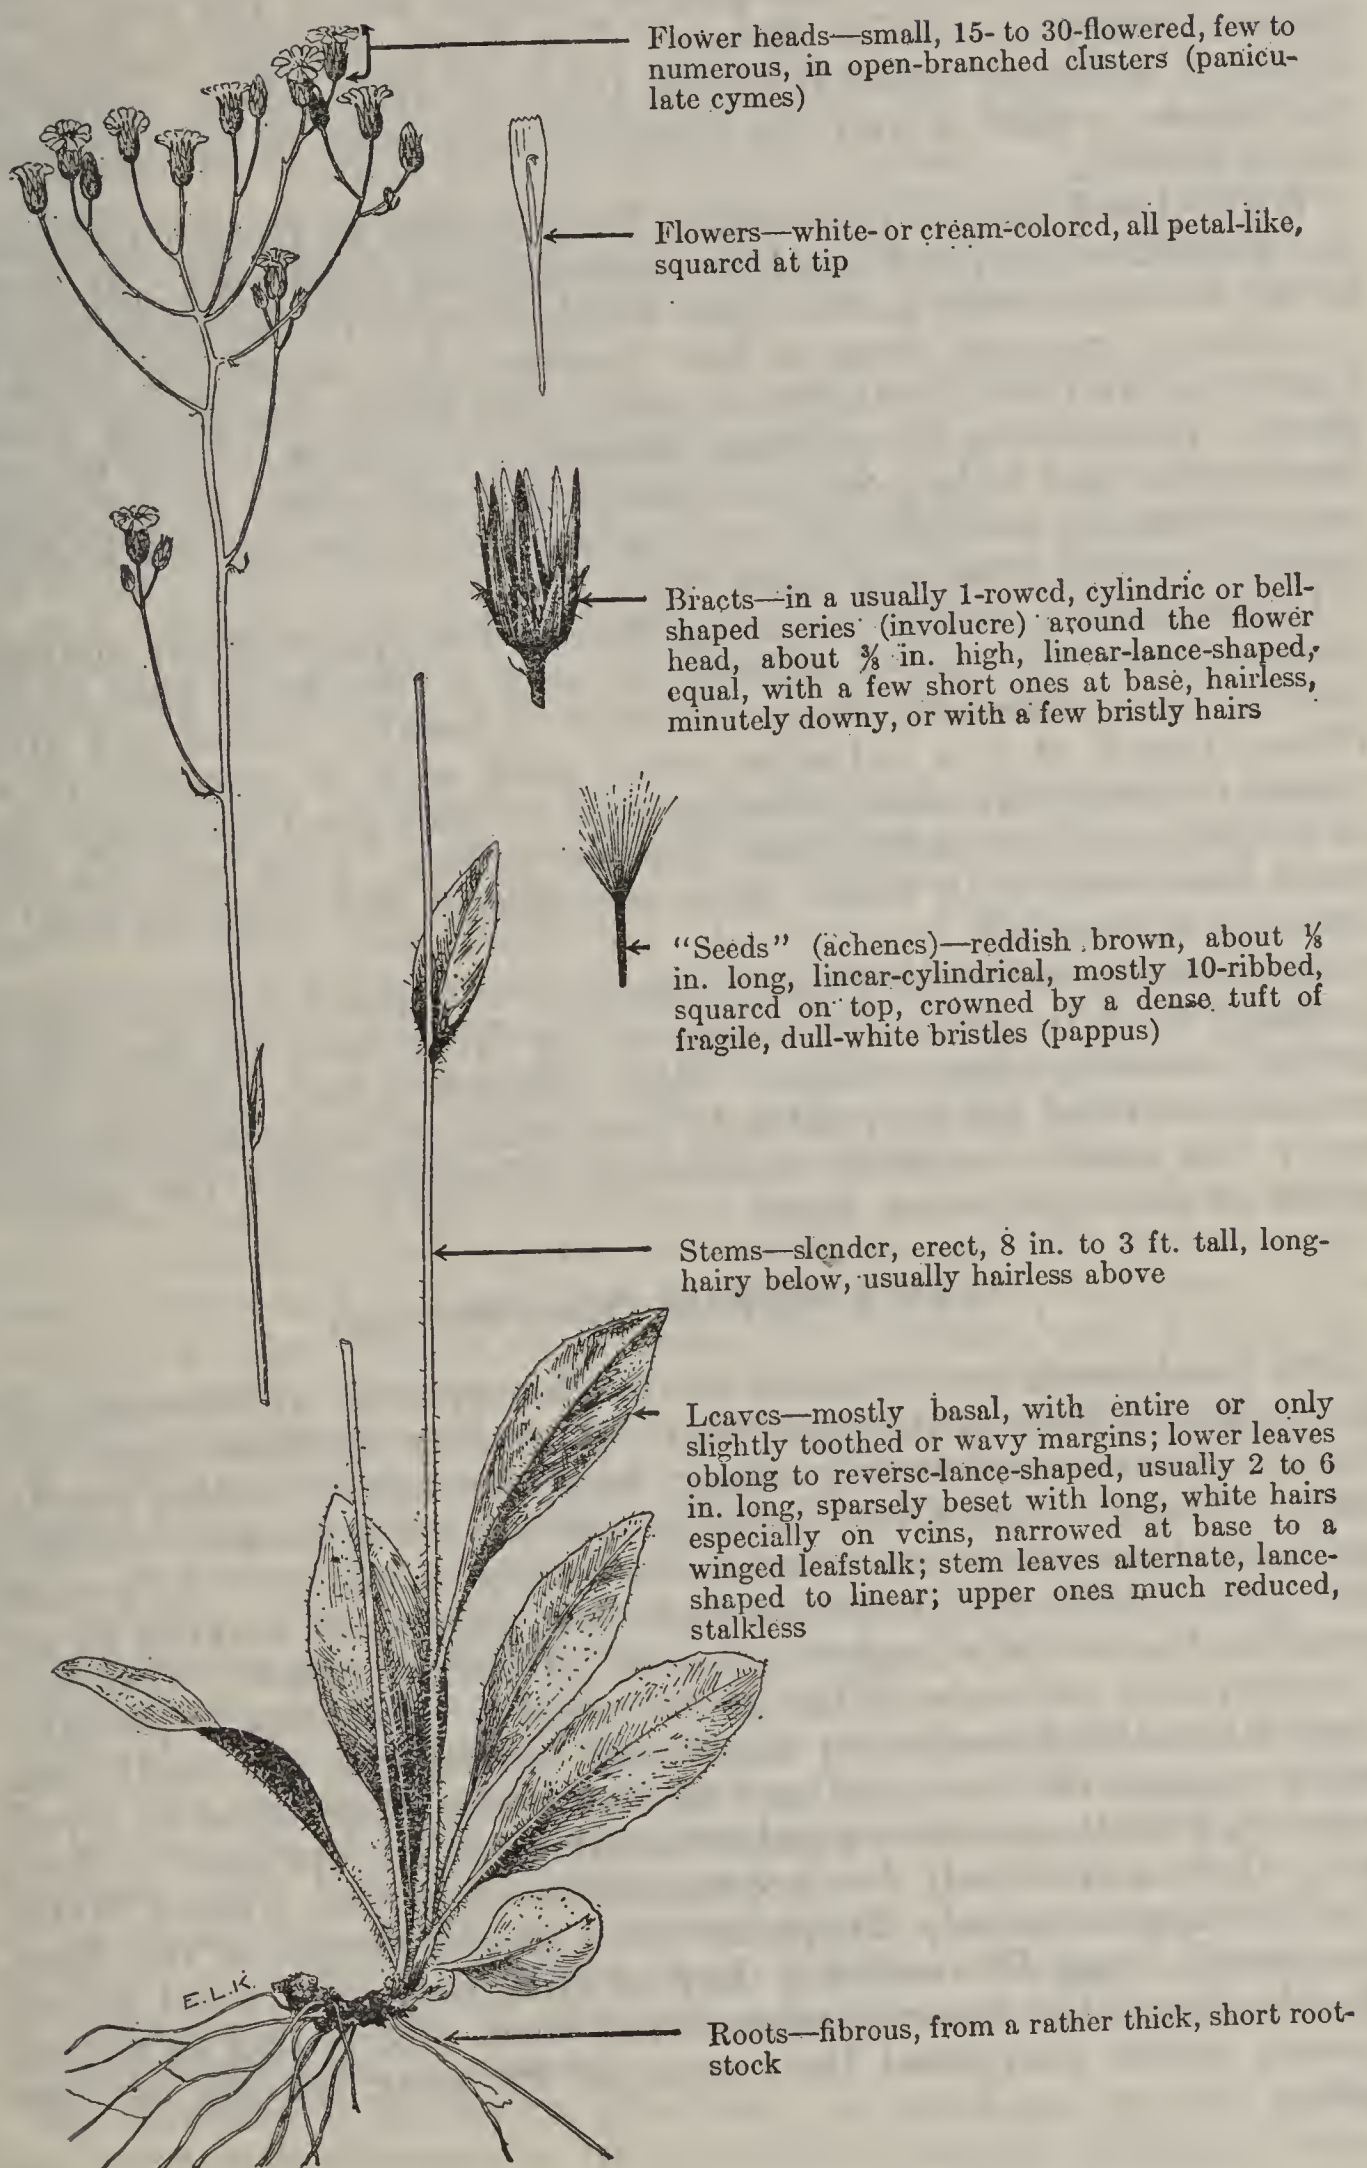 Flower heads—small, 15- to 30-flowered, few to
numerous, in open-branched clusters (panicu-
late cymes)
Flowers—white- or cream-colored, all petal-like,
squared at tip
Bracts—in a usually 1-rowed, cylindric or bell-
shaped series (involucre) around the flower
head, about ⅜ in. high, linear-lance-shaped,
equal, with a few short ones at base, hairless,
minutely downy, or with a few bristly hairs
"Seeds" (achenes)—reddish brown, about ⅛
in. long, linear-cylindrical, mostly 10-ribbed,
squared on top, crowned by a dense tuft of
fragile, dull-white bristles (pappus)
Stems—slender, erect, 8 in. to 3 ft. tall, long-
hairy below, usually hairless above
Leaves—mostly basal, with entire or only
slightly toothed or wavy margins; lower leaves
oblong to reverse-lance-shaped, usually 2 to 6
in. long, sparsely beset with long, white hairs
especially on veins, narrowed at base to a
winged leafstalk; stem leaves alternate, lance-
shaped to linear; upper ones much reduced,
stalkless
E.L.K.
Roots—fibrous, from a rather thick, short root-
stock